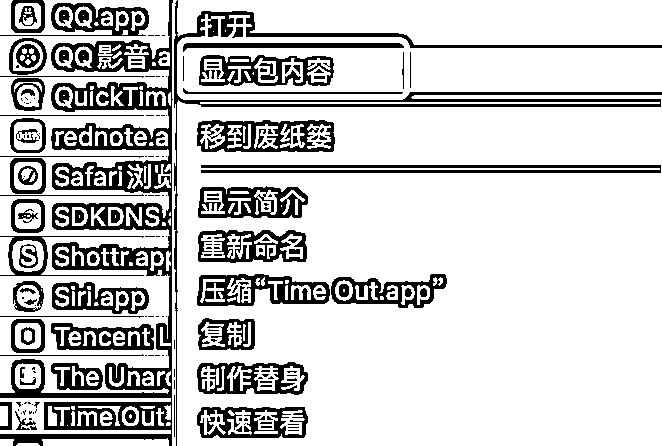 QQ.app
QQ影音.a
QuickTim
rednote.a
Safari浏览
SDKDNS.
Shottr.app
Siri.app
Tencent L
The Unarc
Time Out.
打开
显示包内容
移到废纸篓
显示简介
重新命名
压缩“Time Out.app”
复制
制作替身
快速查看